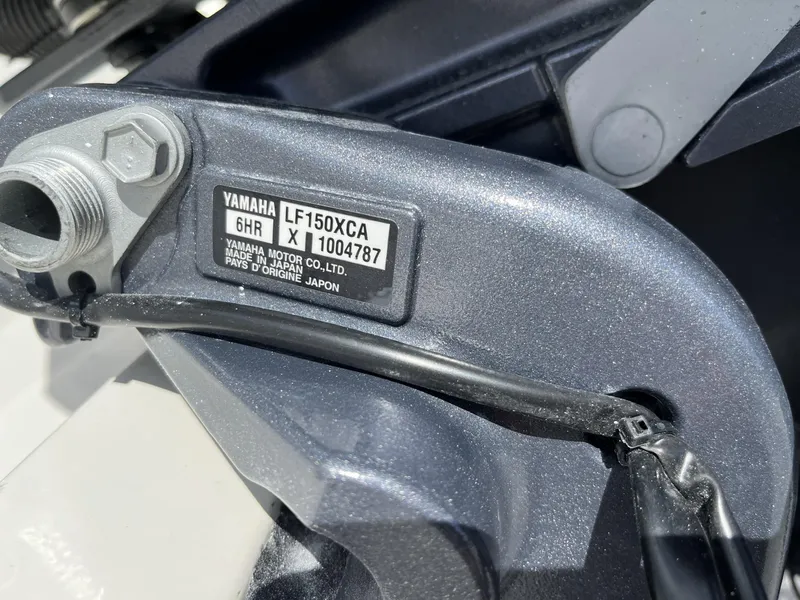 YAMAHA LF150XCA
6HR X 1004787
YAMAHA MOTOR CO.,LTD.
MADE IN JAPAN
PAYS D'ORIGINE JAPON